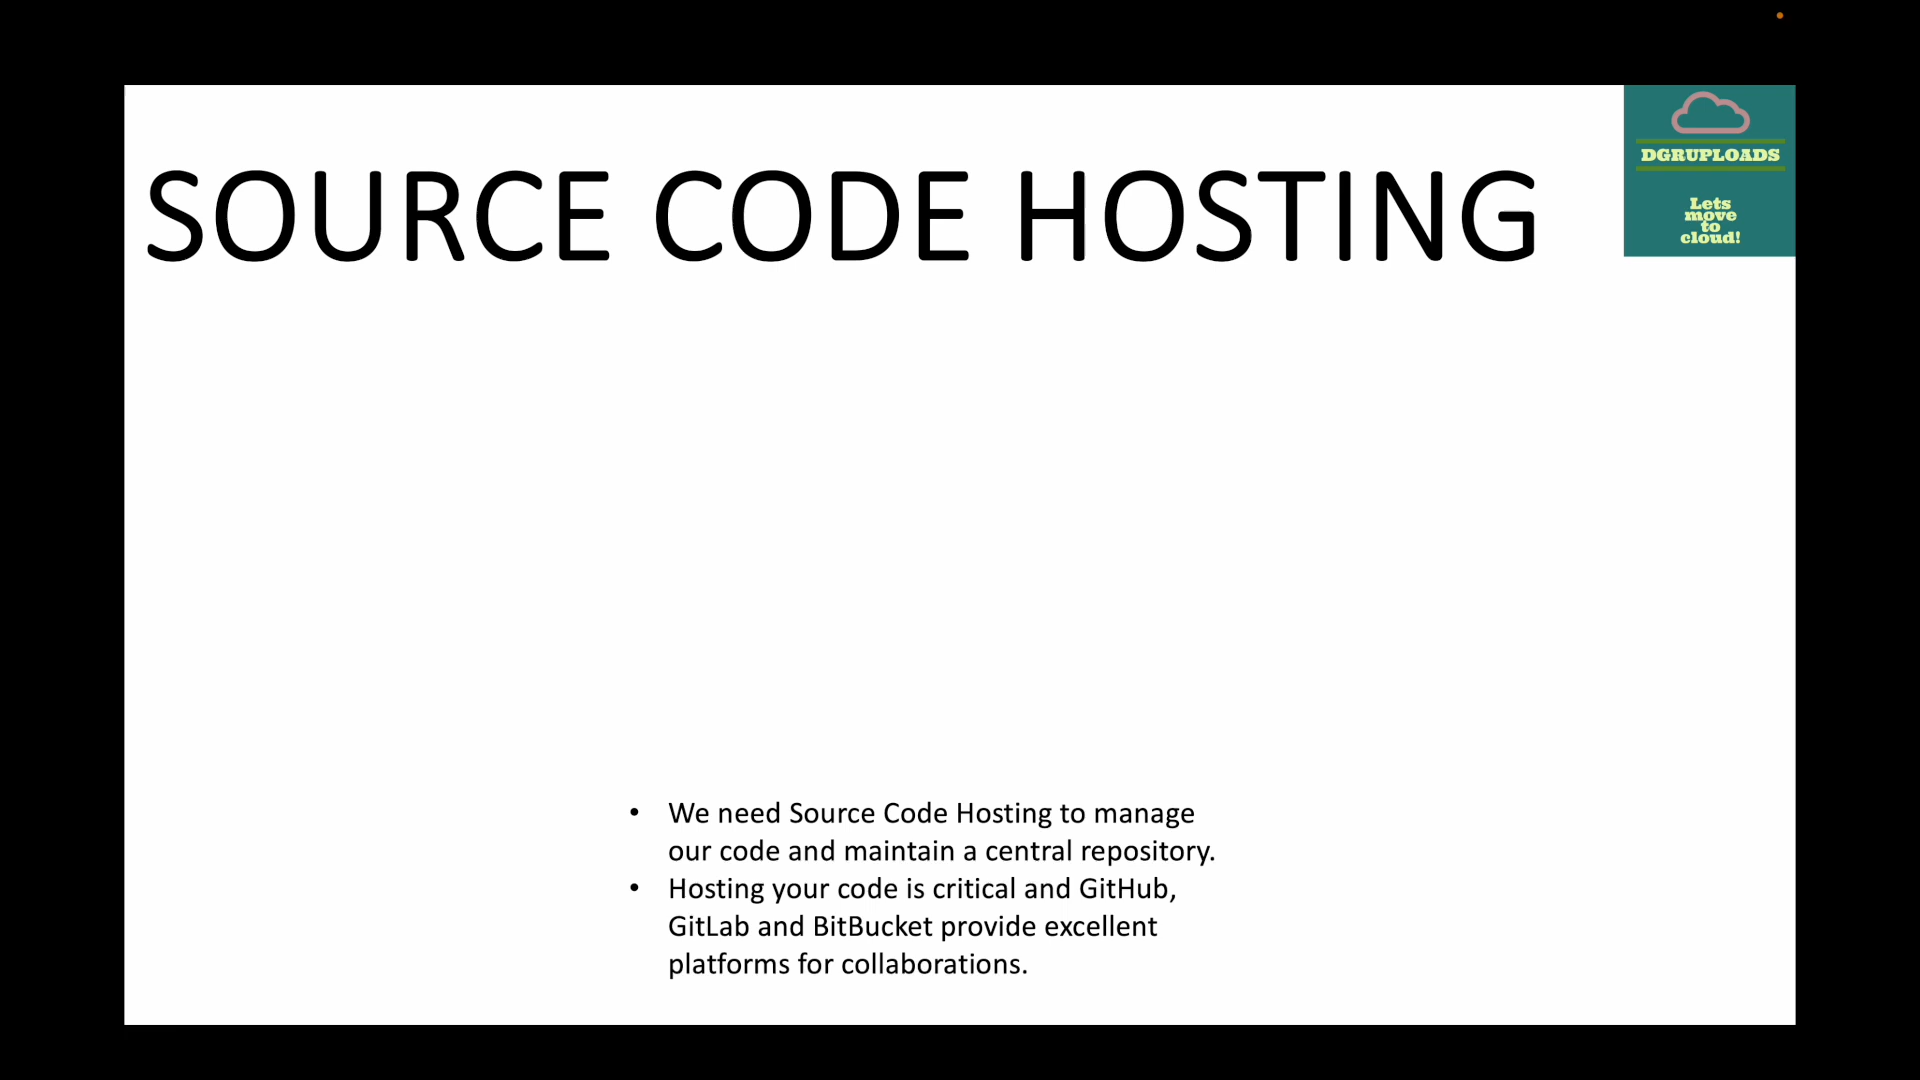 SOURCE CODE HOSTING
DGRUPLOADS
Lets
move
to
cloud!
• We need Source Code Hosting to manage
our code and maintain a central repository.
• Hosting your code is critical and GitHub,
GitLab and BitBucket provide excellent
platforms for collaborations.